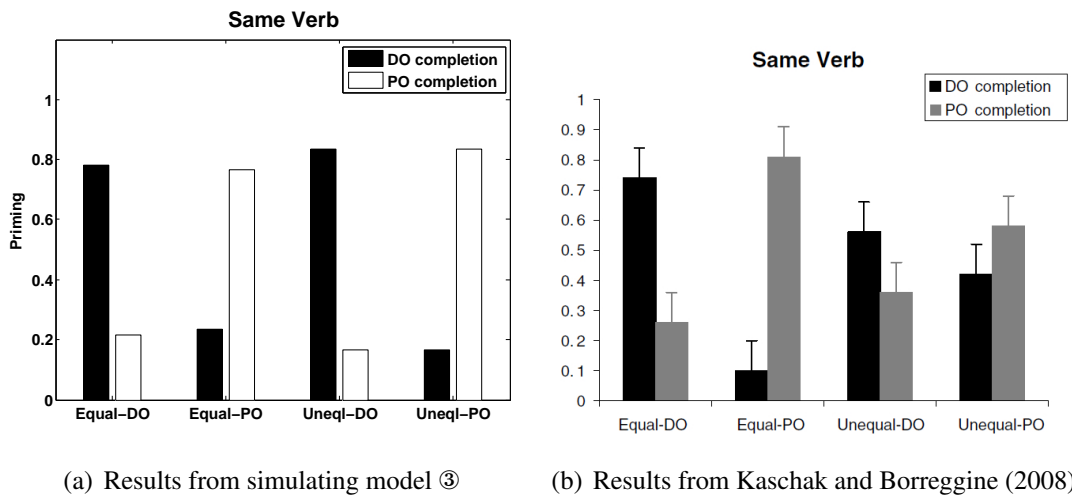 Same Verb
DO completion
PO completion
Priming
1
0.8
0.6
0.4
0.2
0
Equal-DO Equal-PO Uneql-DO Uneql-PO
(a) Results from simulating model ③
Same Verb
DO completion
PO completion
1
0.9
0.8
0.7
0.6
0.5
0.4
0.3
0.2
0.1
0
Equal-DO Equal-PO Unequal-DO Unequal-PO
(b) Results from Kaschak and Borreggine (2008)